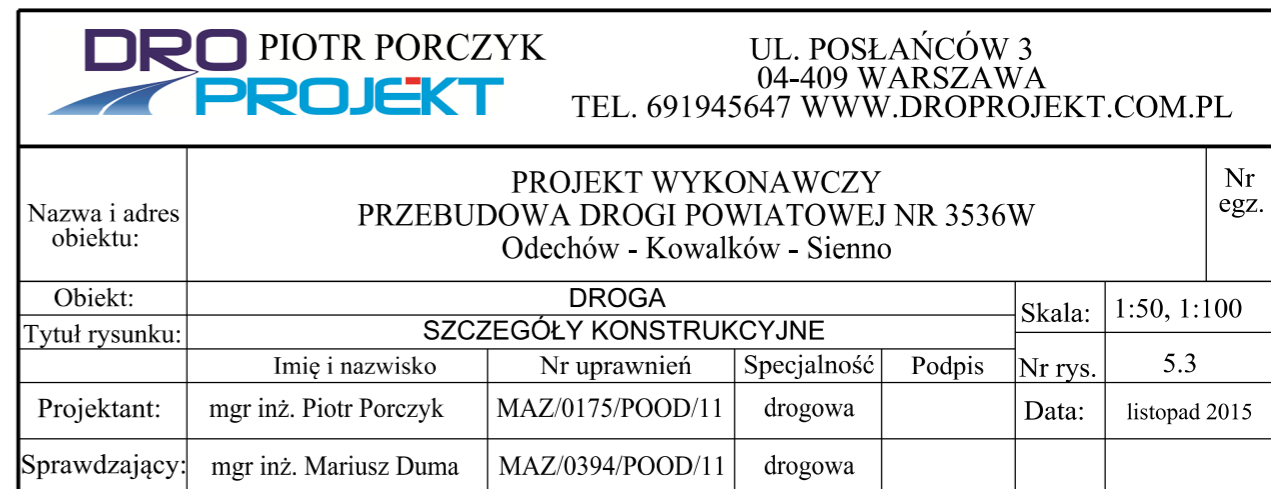 DRO PIOTR PORCZYK
PROJEKT
UL. POSŁAŃCÓW 3
04-409 WARSZAWA
TEL. 691945647 WWW.DROPROJEKT.COM.PL
Nazwa i adres
obiektu:
PROJEKT WYKONAWCZY
PRZEBUDOWA DROGI POWIATOWEJ NR 3536W
Odechów - Kowalków - Sienno
Nr
egz.
Obiekt: DROGA
Tytuł rysunku: SZCZEGÓŁY KONSTRUKCYJNE
Skala: 1:50, 1:100
Imię i nazwisko Nr uprawnień Specjalność Podpis Nr rys. 5.3
Projektant: mgr inż. Piotr Porczyk MAZ/0175/POOD/11 drogowa Data: listopad 2015
Sprawdzający: mgr inż. Mariusz Duma MAZ/0394/POOD/11 drogowa